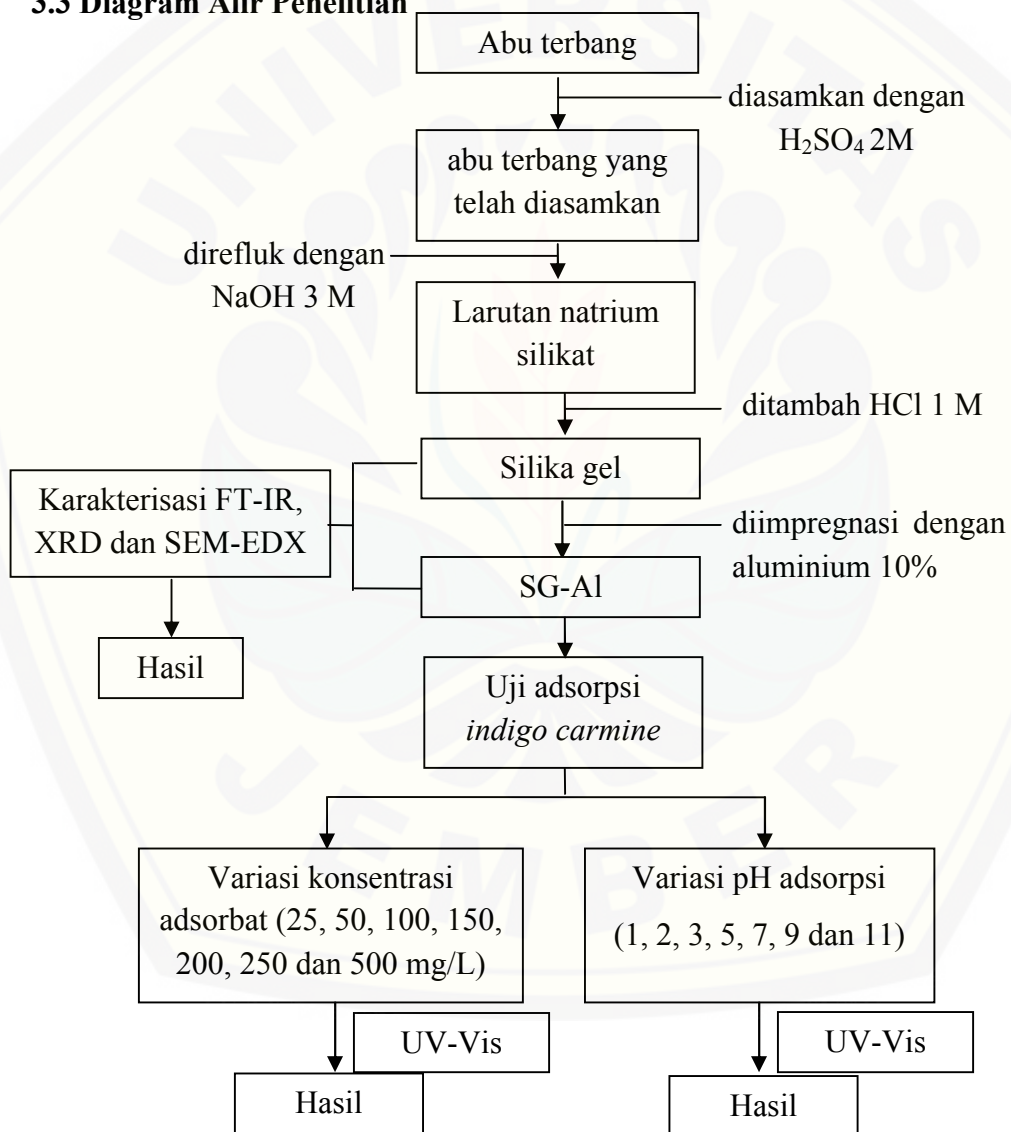 3.3 Diagram Alir Penelitian
Abu terbang
diasamkan dengan
H₂SO₄ 2M
abu terbang yang
telah diasamkan
direfluk dengan
NaOH 3 M
Larutan natrium
silikat
ditambah HCl 1 M
Silika gel
Karakterisasi FT-IR,
XRD dan SEM-EDX
diimpregnasi dengan
aluminium 10%
SG-Al
Hasil
Uji adsorpsi
indigo carmine
Variasi konsentrasi
adsorbat (25, 50, 100, 150,
200, 250 dan 500 mg/L)
Variasi pH adsorpsi
(1, 2, 3, 5, 7, 9 dan 11)
UV-Vis
UV-Vis
Hasil
Hasil
UNIVERSITAS
JEMBER